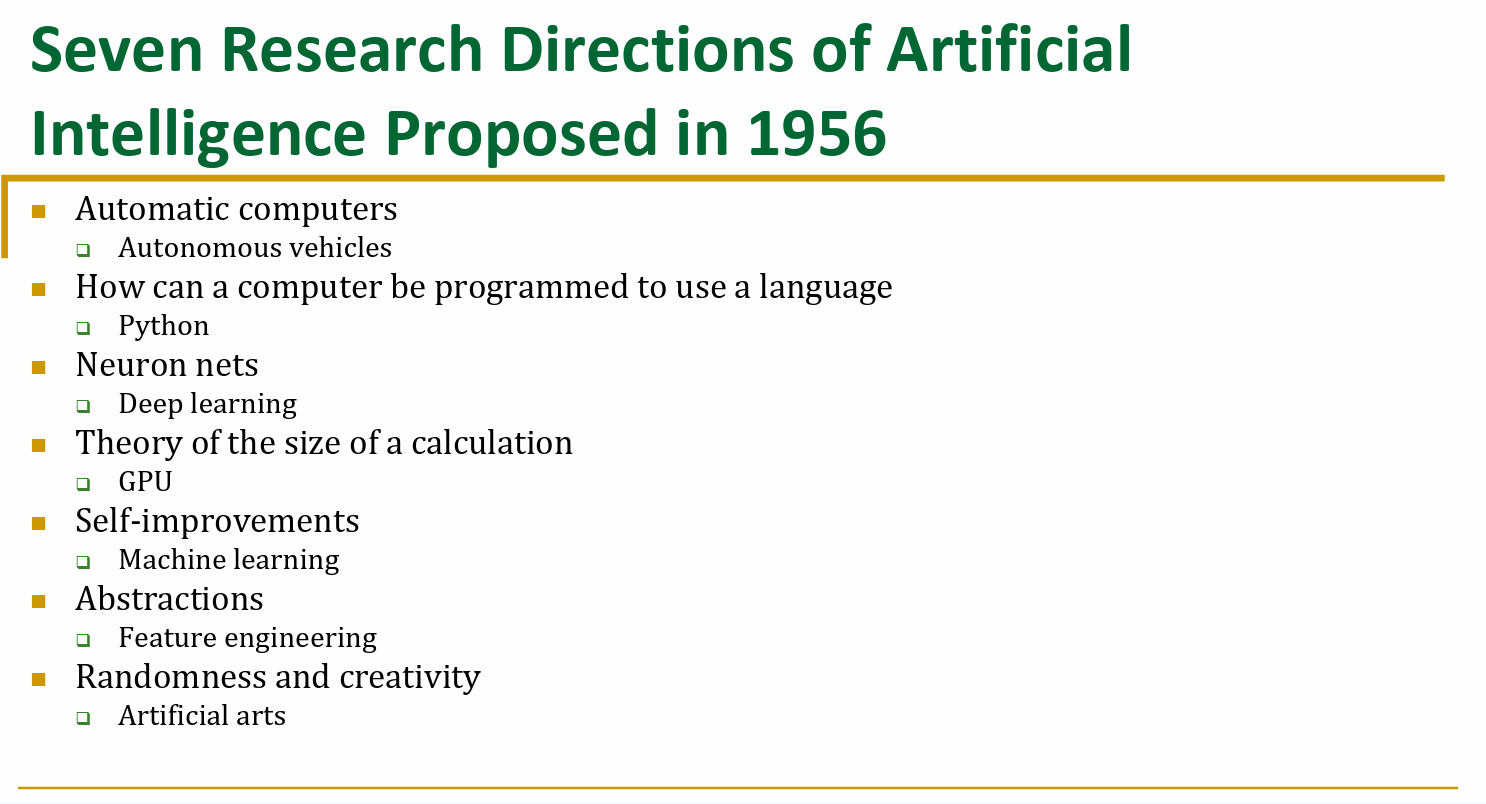 Seven Research Directions of Artificial
Intelligence Proposed in 1956
Automatic computers
Autonomous vehicles
How can a computer be programmed to use a language
Python
Neuron nets
Deep learning
Theory of the size of a calculation
GPU
Self-improvements
Machine learning
Abstractions
Feature engineering
Randomness and creativity
Artificial arts